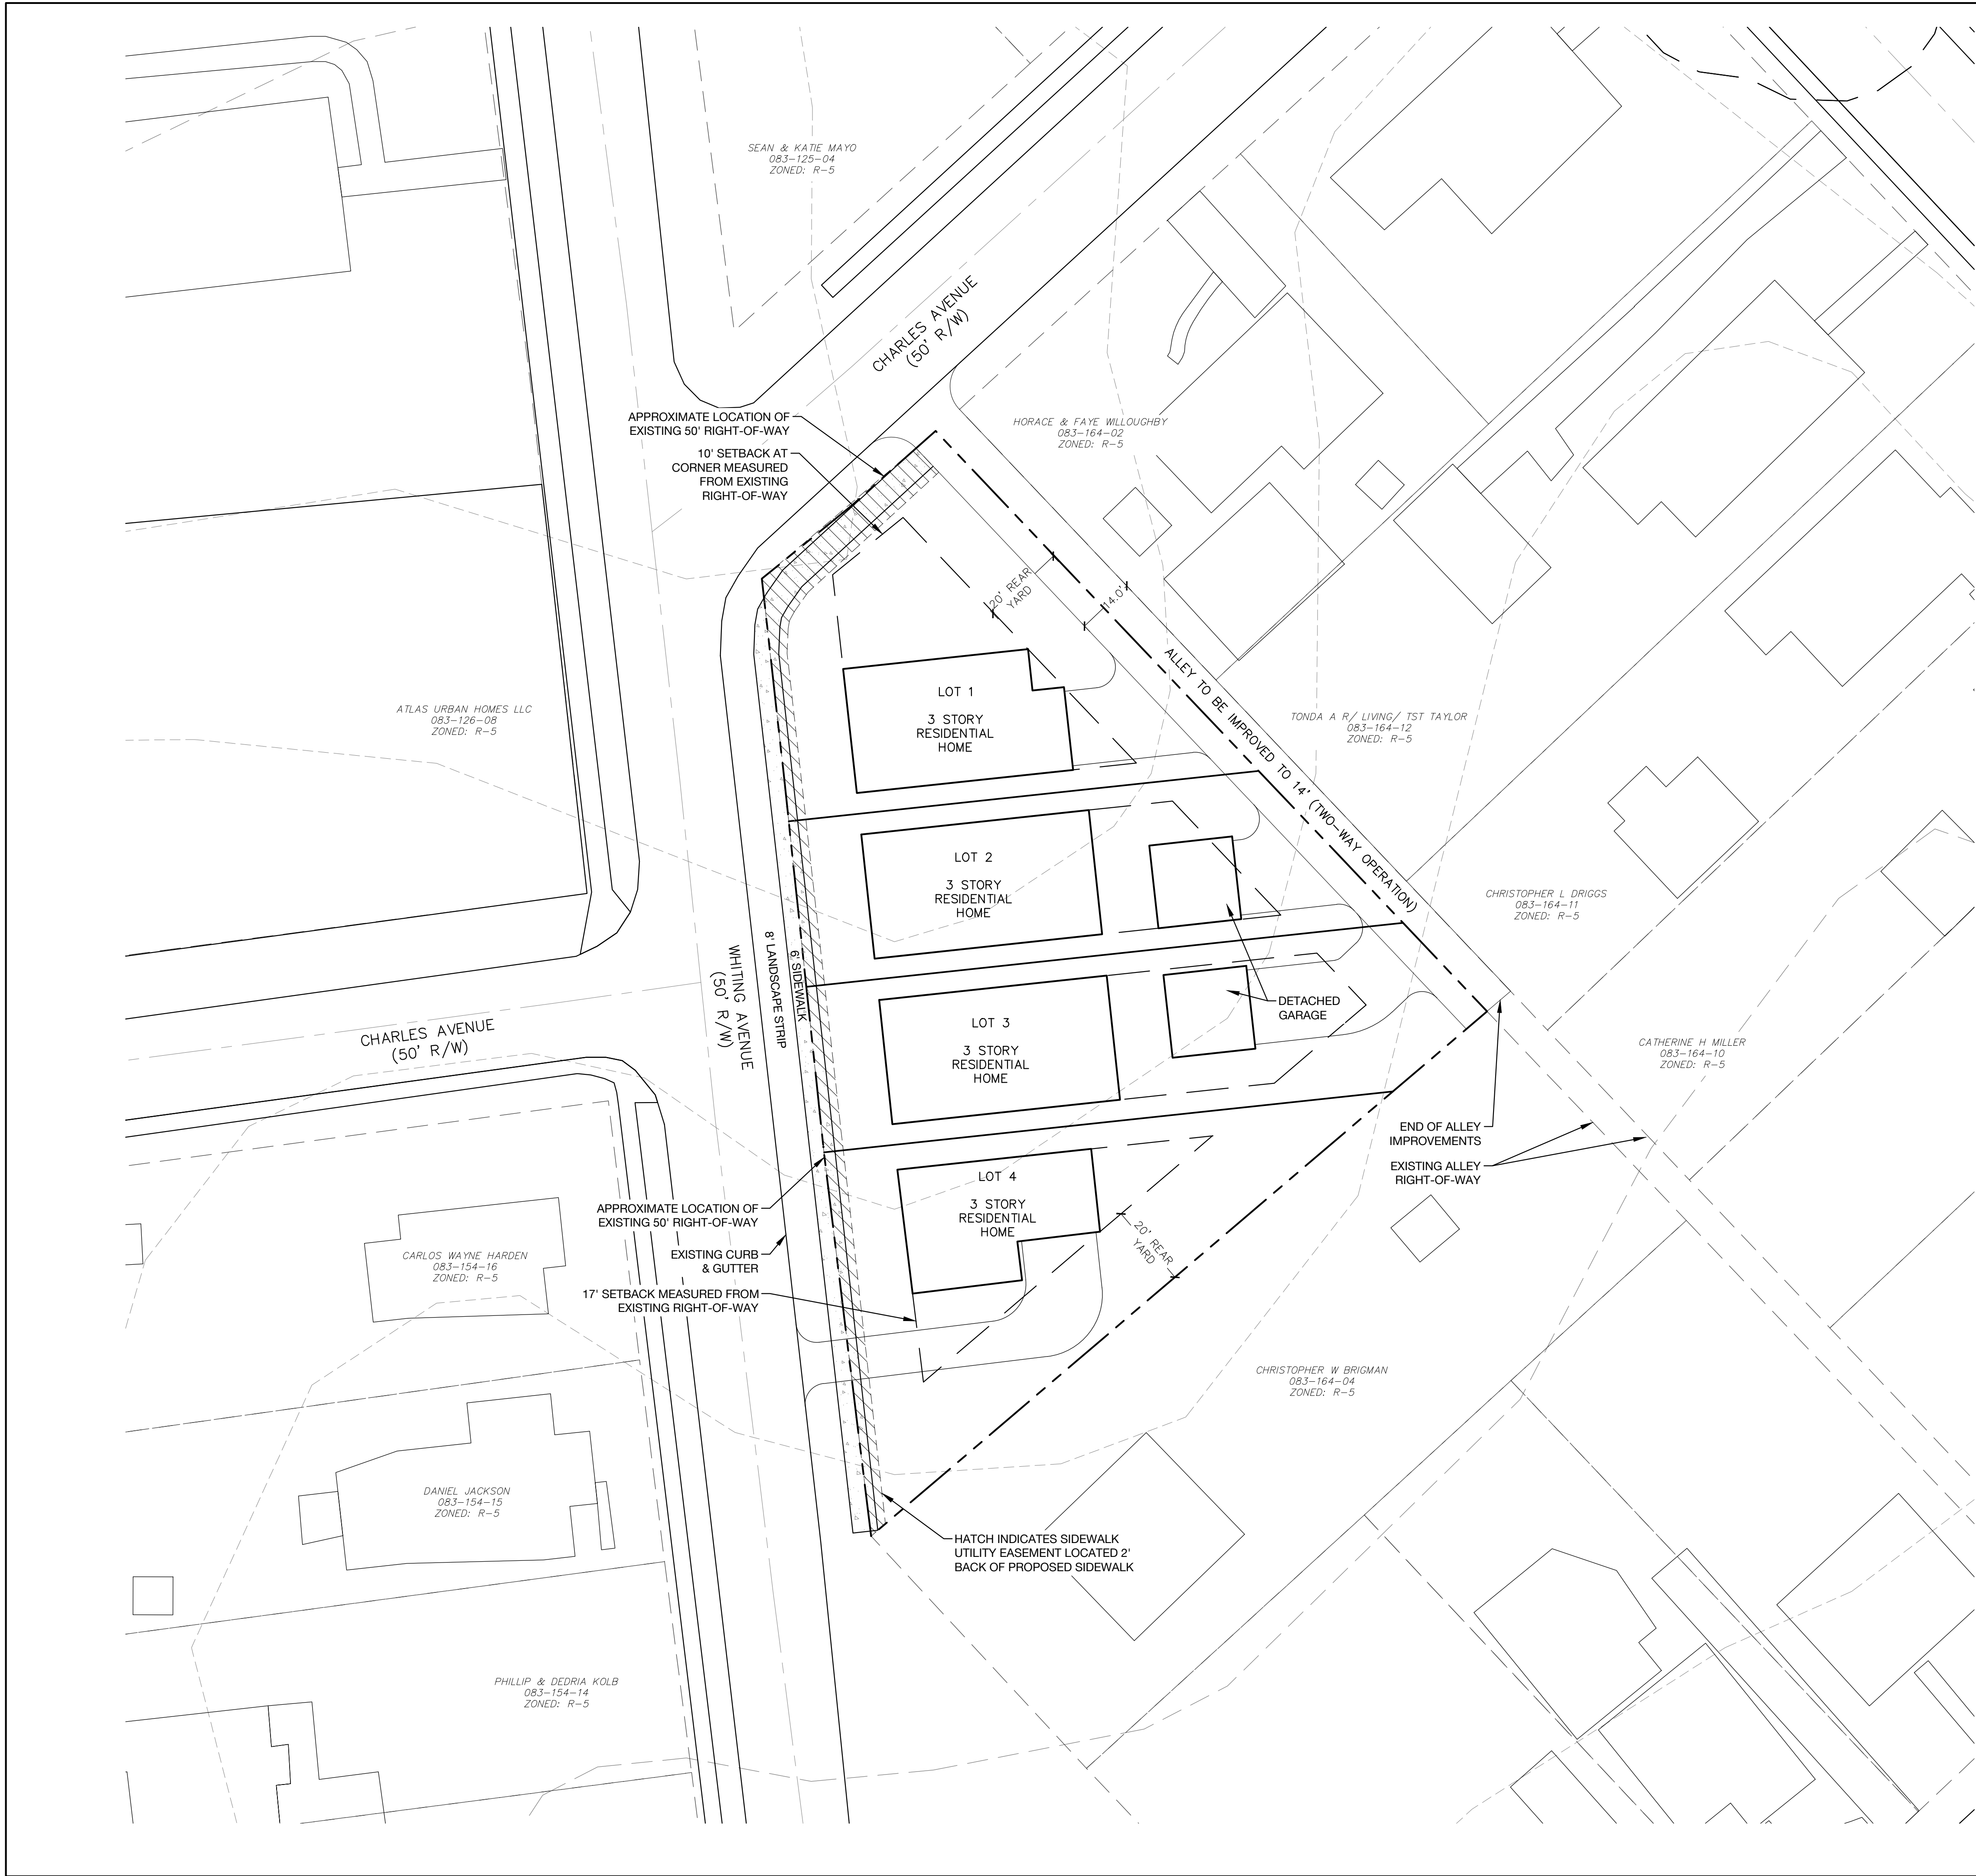 SEAN & KATIE MAYO
083-125-04
ZONED: R-5
CHARLES AVENUE
(50' R/W)
APPROXIMATE LOCATION OF
EXISTING 50' RIGHT-OF-WAY
10' SETBACK AT
CORNER MEASURED
FROM EXISTING
RIGHT-OF-WAY
HORACE & FAYE WILLOUGHBY
083-164-02
ZONED: R-5
20' REAR
YARD
14.0'
ALLEY TO BE IMPROVED TO 14' (TWO-WAY OPERATION)
LOT 1
3 STORY
RESIDENTIAL
HOME
ATLAS URBAN HOMES LLC
083-126-08
ZONED: R-5
TONDA A R/ LIVING/ TST TAYLOR
083-164-12
ZONED: R-5
LOT 2
3 STORY
RESIDENTIAL
HOME
CHRISTOPHER L DRIGGS
083-164-11
ZONED: R-5
WHITING AVENUE
(50' R/W)
8' LANDSCAPE STRIP
6' SIDEWALK
DETACHED
GARAGE
LOT 3
3 STORY
RESIDENTIAL
HOME
CHARLES AVENUE
(50' R/W)
CATHERINE H MILLER
083-164-10
ZONED: R-5
END OF ALLEY
IMPROVEMENTS
EXISTING ALLEY
RIGHT-OF-WAY
LOT 4
3 STORY
RESIDENTIAL
HOME
20' REAR
YARD
APPROXIMATE LOCATION OF
EXISTING 50' RIGHT-OF-WAY
EXISTING CURB
& GUTTER
17' SETBACK MEASURED FROM
EXISTING RIGHT-OF-WAY
CARLOS WAYNE HARDEN
083-154-16
ZONED: R-5
CHRISTOPHER W BRIGMAN
083-164-04
ZONED: R-5
DANIEL JACKSON
083-154-15
ZONED: R-5
HATCH INDICATES SIDEWALK
UTILITY EASEMENT LOCATED 2'
BACK OF PROPOSED SIDEWALK
PHILLIP & DEDRIA KOLB
083-154-14
ZONED: R-5